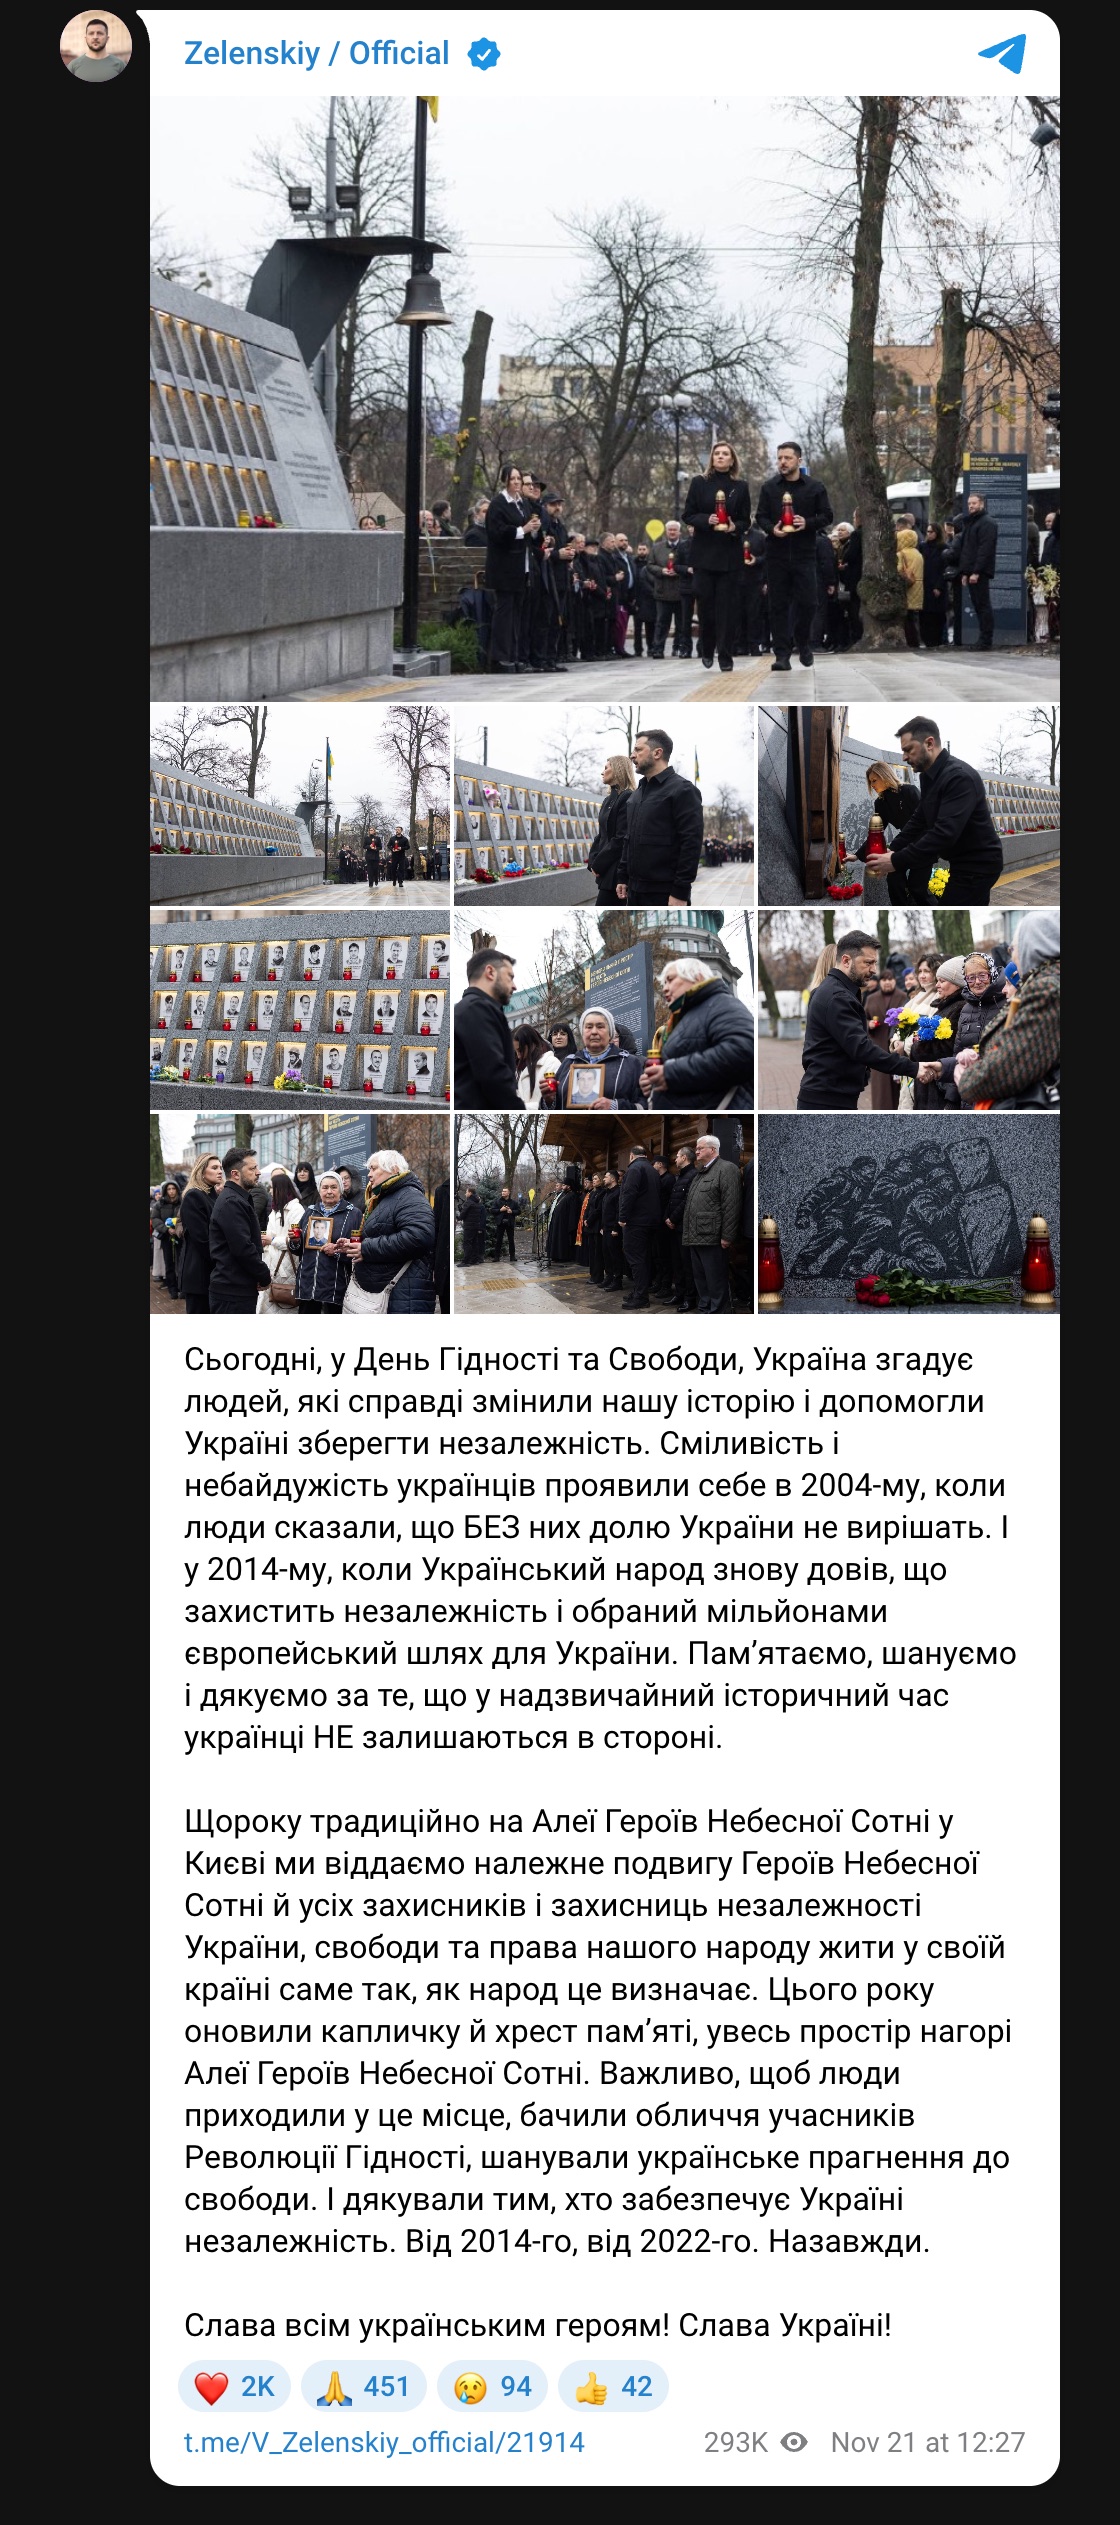 Zelenskiy / Official
Сьогодні, у День Гідності та Свободи, Україна згадує
людей, які справді змінили нашу історію і допомогли
Україні зберегти незалежність. Сміливість і
небайдужість українців проявили себе в 2004-му, коли
люди сказали, що БЕЗ них долю України не вирішать. І
у 2014-му, коли Український народ знову довів, що
захистить незалежність і обраний мільйонами
європейський шлях для України. Пам’ятаємо, шануємо
і дякуємо за те, що у надзвичайний історичний час
українці НЕ залишаються в стороні.
Щороку традиційно на Алеї Героїв Небесної Сотні у
Києві ми віддаємо належне подвигу Героїв Небесної
Сотні й усіх захисників і захисниць незалежності
України, свободи та права нашого народу жити у своїй
країні саме так, як народ це визначає. Цього року
оновили капличку й хрест пам’яті, увесь простір нагорі
Алеї Героїв Небесної Сотні. Важливо, щоб люди
приходили у це місце, бачили обличчя учасників
Революції Гідності, шанували українське прагнення до
свободи. І дякували тим, хто забезпечує Україні
незалежність. Від 2014-го, від 2022-го. Назавжди.
Слава всім українським героям! Слава Україні!
2K 451 94 42
t.me/V_Zelenskiy_official/21914 293K Nov 21 at 12:27